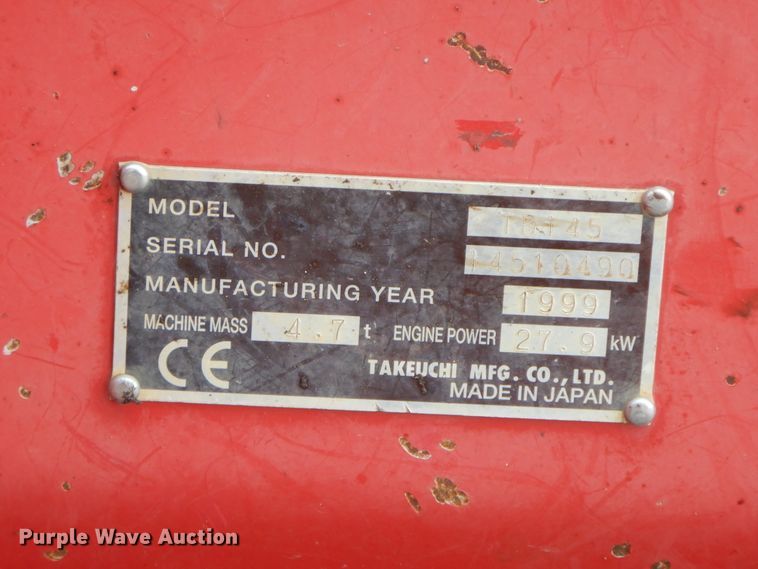 MODEL TB145
SERIAL NO. 14510490
MANUFACTURING YEAR 1999
MACHINE MASS 4.7 t ENGINE POWER 27.9 kW
CE TAKEUCHI MFG. CO., LTD.
MADE IN JAPAN
Purple Wave Auction